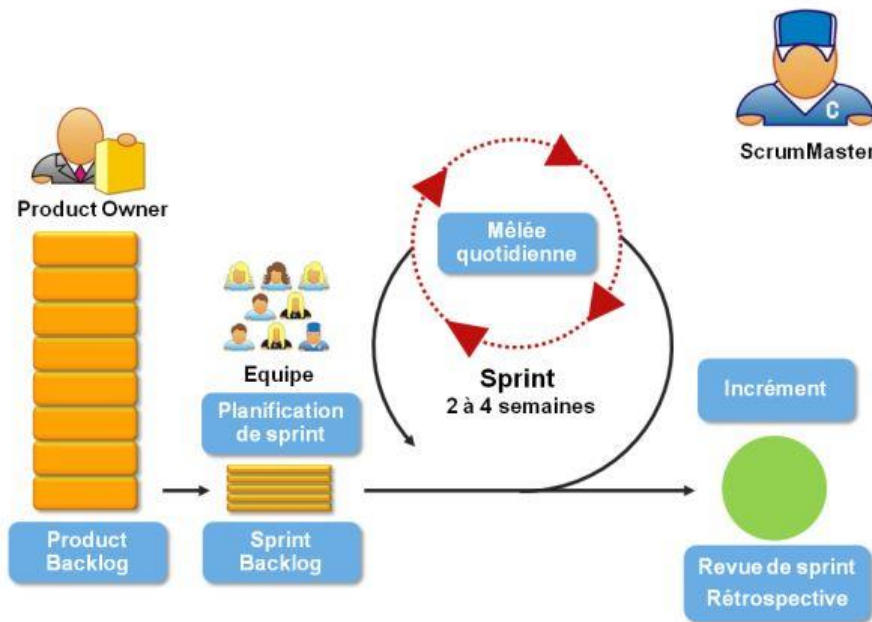 C
ScrumMaster
Product Owner
Mêlée
quotidienne
Equipe
Sprint
2 à 4 semaines
Planification
de sprint
Incrément
Product
Backlog
Sprint
Backlog
Revue de sprint
Rétrospective